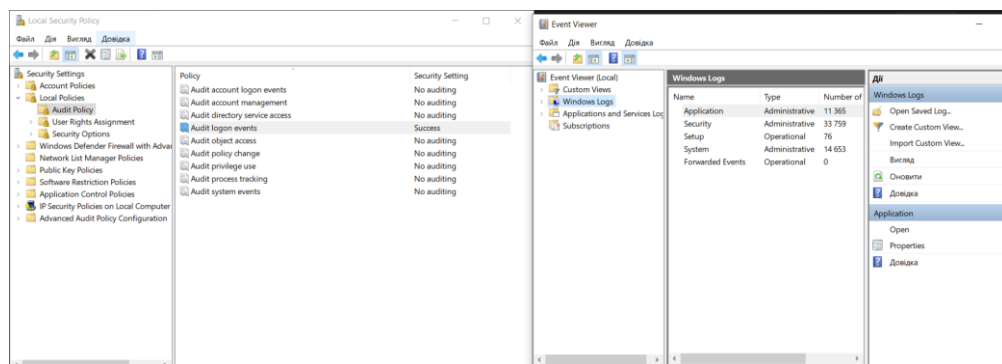 Local Security Policy
Файл Дія Вигляд Довідка
Security Settings
Account Policies
Local Policies
Audit Policy
User Rights Assignment
Security Options
Windows Defender Firewall with Adva
Network List Manager Policies
Public Key Policies
Software Restriction Policies
Application Control Policies
IP Security Policies on Local Computer
Advanced Audit Policy Configuration
Policy Security Setting
Audit account logon events No auditing
Audit account management No auditing
Audit directory service access No auditing
Audit logon events Success
Audit object access No auditing
Audit policy change No auditing
Audit privilege use No auditing
Audit process tracking No auditing
Audit system events No auditing
Event Viewer
Файл Дія Вигляд Довідка
Event Viewer (Local)
Custom Views
Windows Logs
Applications and Services Log
Subscriptions
Windows Logs
Name Type Number of
Application Administrative 11 365
Security Administrative 33 759
Setup Operational 76
System Administrative 14 653
Forwarded Events Operational 0
Дії
Windows Logs
Open Saved Log...
Create Custom View...
Import Custom View...
Вигляд
Оновити
Довідка
Application
Open
Properties
Довідка